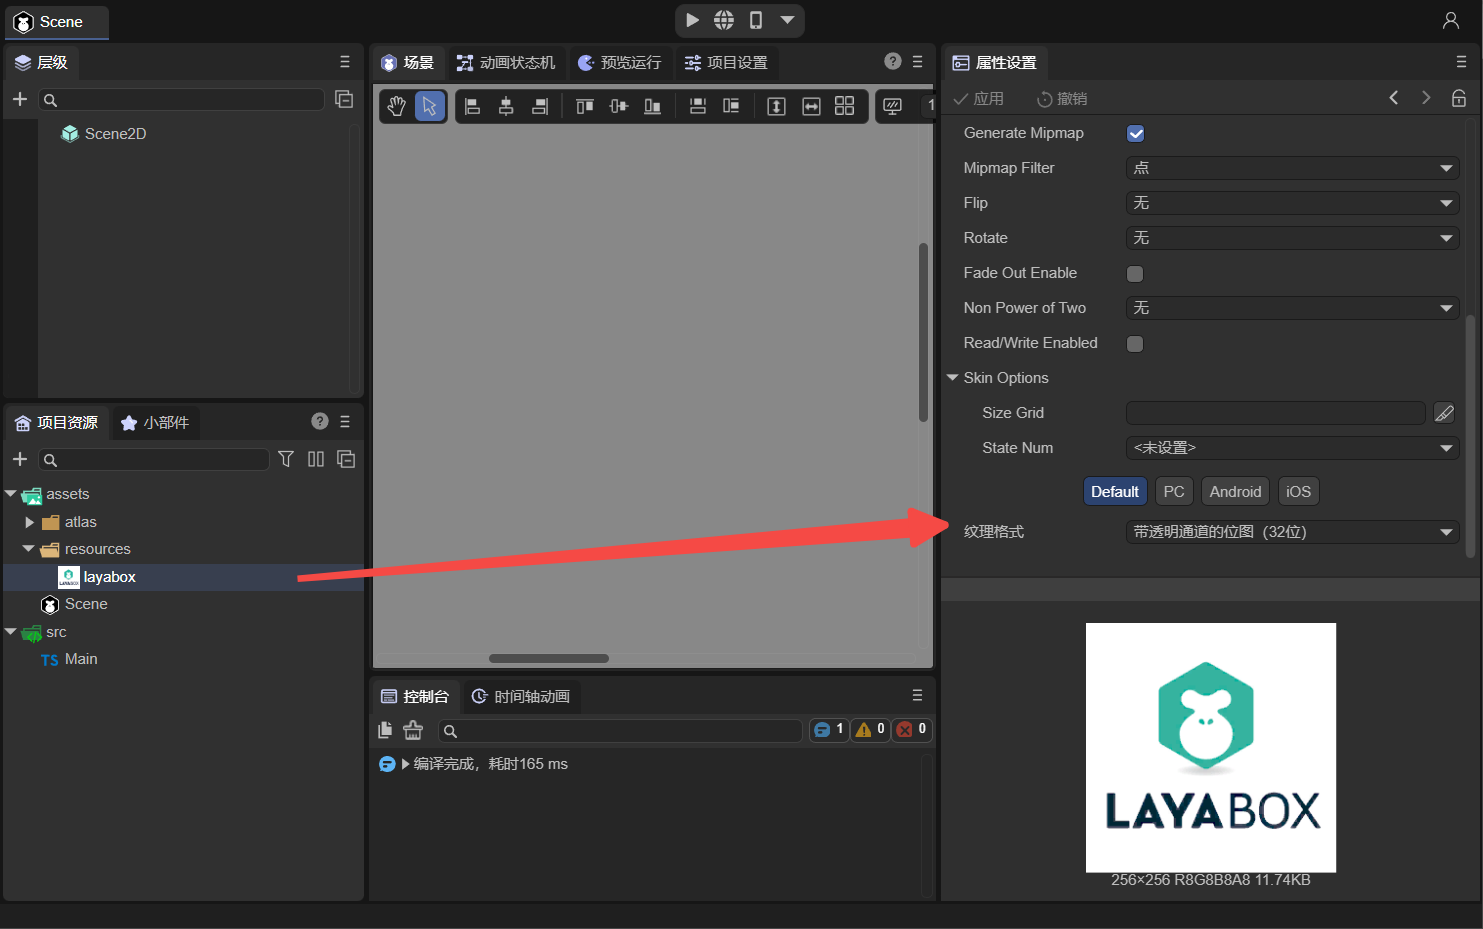 Scene
层级
Scene2D
项目资源
小部件
assets
atlas
resources
layabox
Scene
src
TS Main
场景
动画状态机
预览运行
项目设置
1
控制台
时间轴动画
1
0
0
编译完成，耗时165 ms
属性设置
应用
撤销
Generate Mipmap
Mipmap Filter 点
Flip 无
Rotate 无
Fade Out Enable
Non Power of Two 无
Read/Write Enabled
Skin Options
Size Grid
State Num <未设置>
Default PC Android iOS
纹理格式 带透明通道的位图（32位）
LAYABOX
256×256 R8G8B8A8 11.74KB